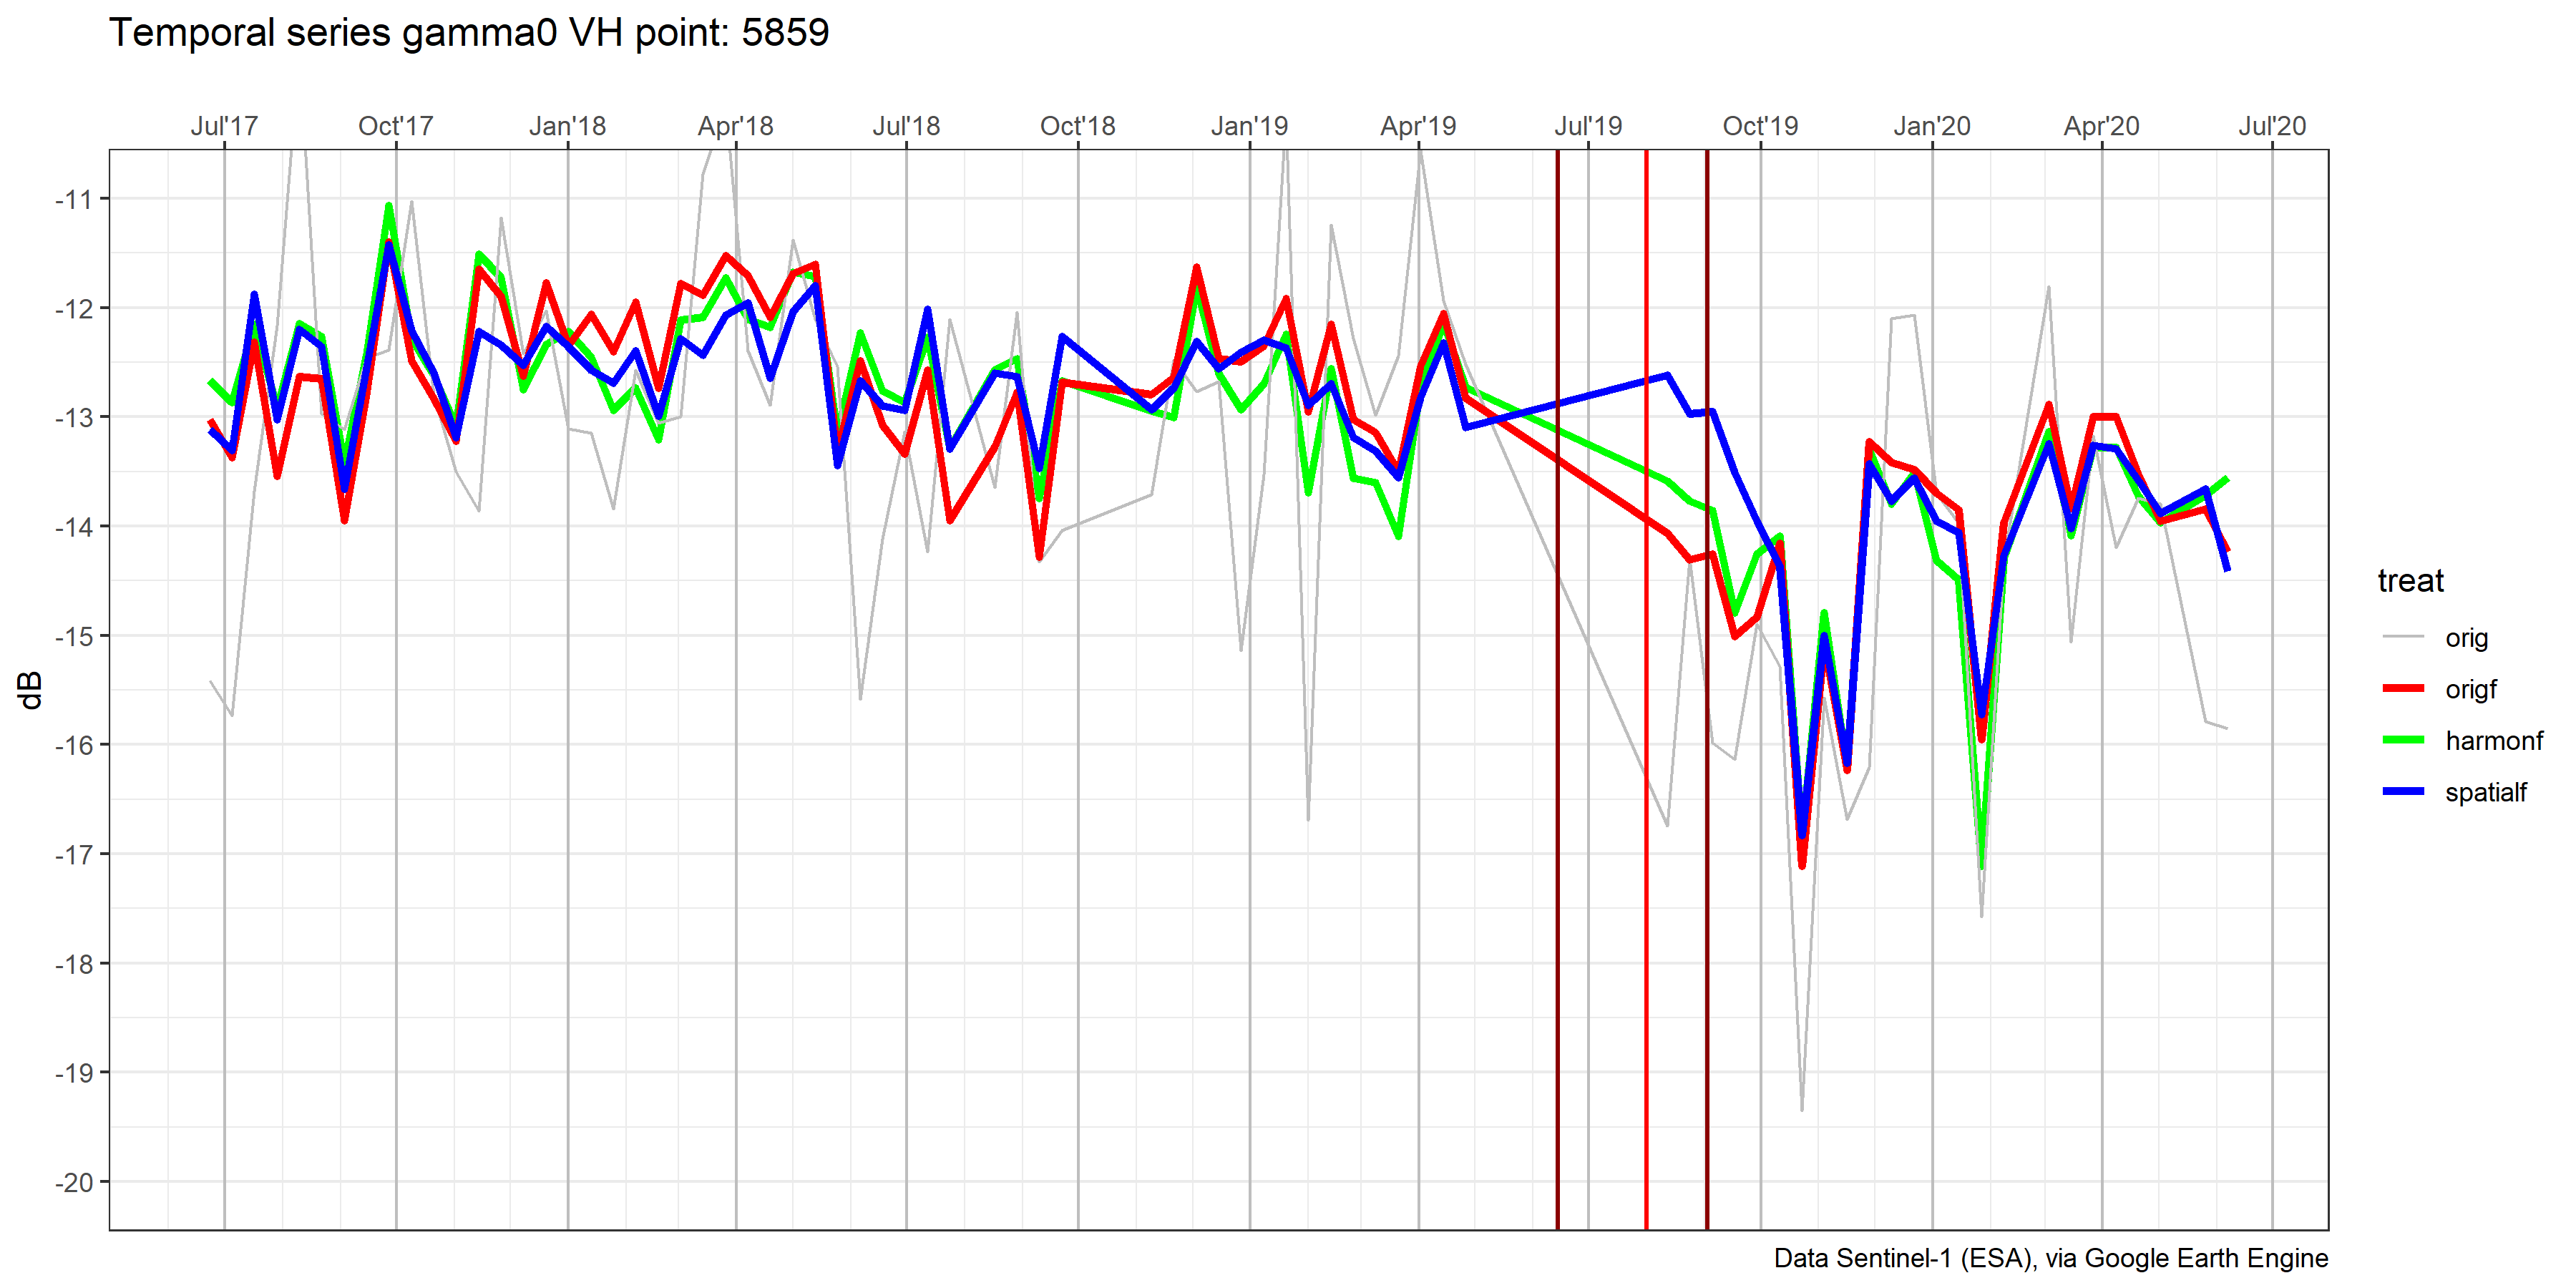 Temporal series gamma0 VH point: 5859
Jul'17 Oct'17 Jan'18 Apr'18 Jul'18 Oct'18 Jan'19 Apr'19 Jul'19 Oct'19 Jan'20 Apr'20 Jul'20
-11
-12
-13
-14
-15
-16
-17
-18
-19
-20
dB
treat
orig
origf
harmonf
spatialf
Data Sentinel-1 (ESA), via Google Earth Engine